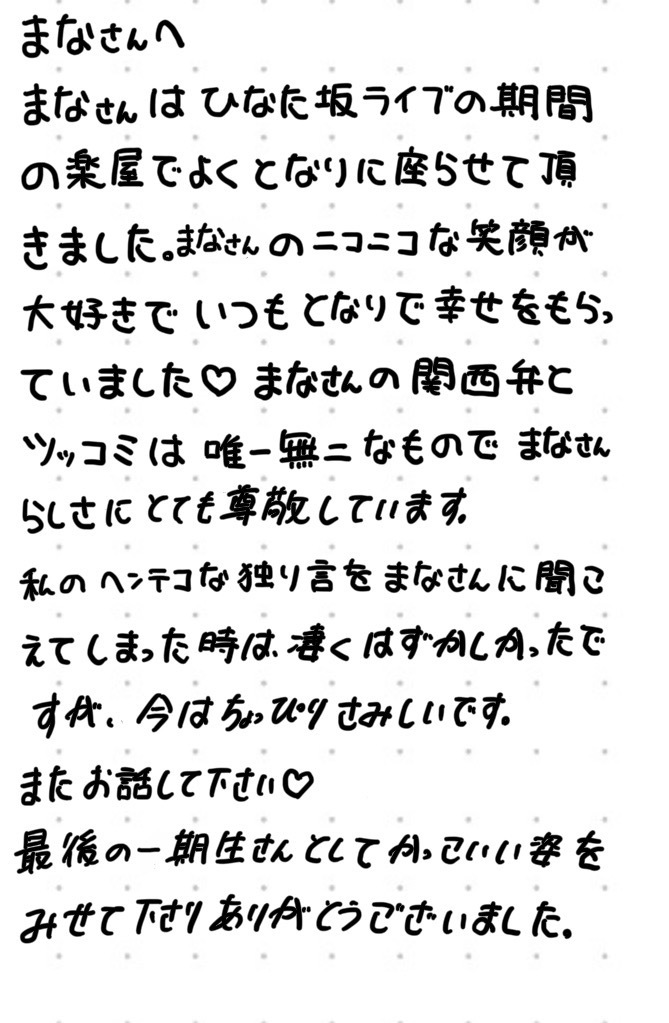 まなさんへ
まなさんは ひなた坂ライブの期間
の楽屋でよくとなりに座らせて頂
きました。まなさんのニコニコな笑顔が
大好きで いつもとなりで幸せをもらっ
ていました♡ まなさんの関西弁と
ツッコミは 唯一無二なもので まなさん
らしさにとても尊敬しています。
私のヘンテコな独り言をまなさんに聞こ
えてしまった時は、凄くはずかしかったで
すが、今はちょっぴりさみしいです。
またお話して下さい♡
最後の一期生さんとしてかっこいい姿を
みせて下さりありがとうございました。